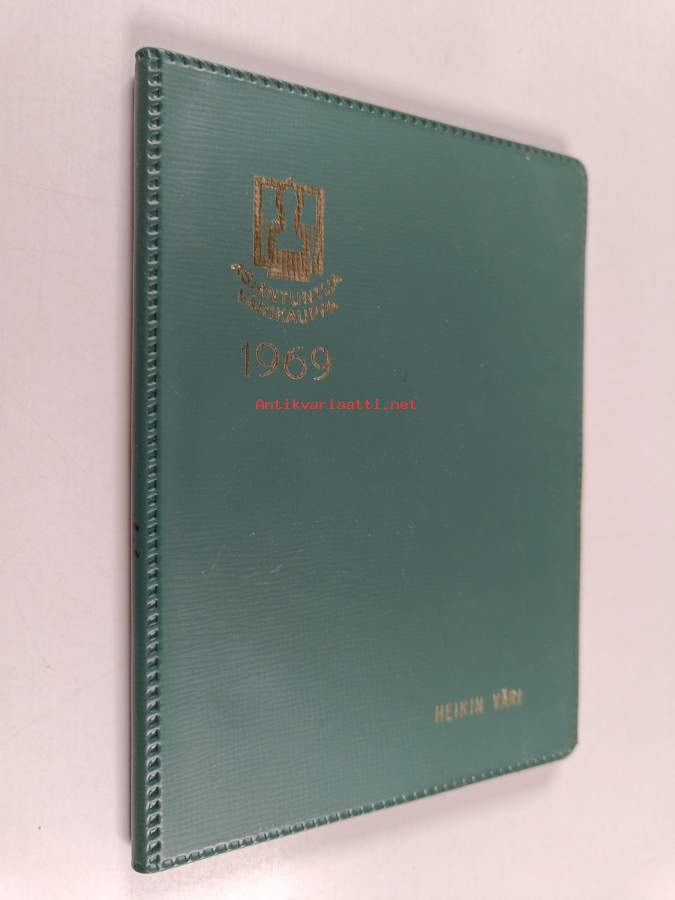 ASIANTUNTIJA
VÄRIKAUPPA
1969
Antikvariaatti.net
HEIKIN VÄRI